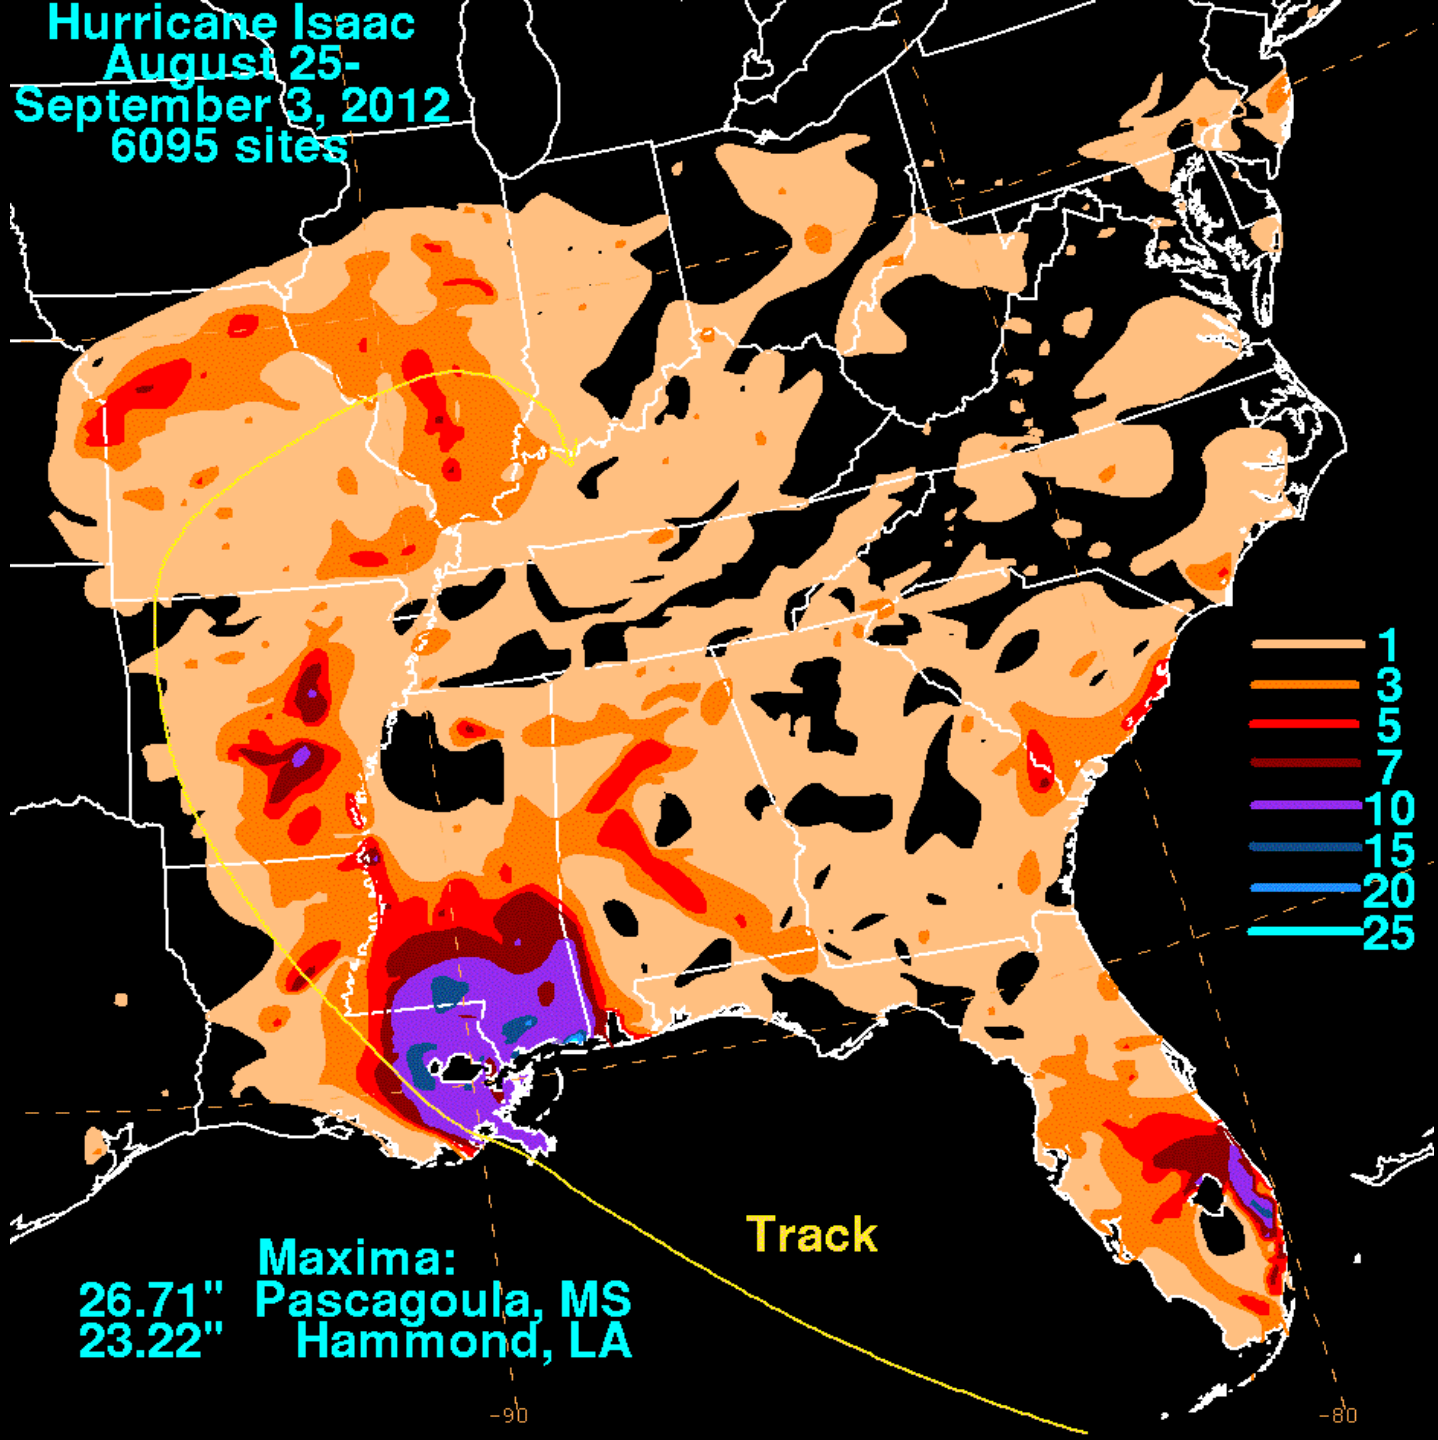 Hurricane Isaac
August 25-
September 3, 2012
6095 sites
1
3
5
7
10
15
20
25
Track
Maxima:
26.71" Pascagoula, MS
23.22" Hammond, LA
-90
-80